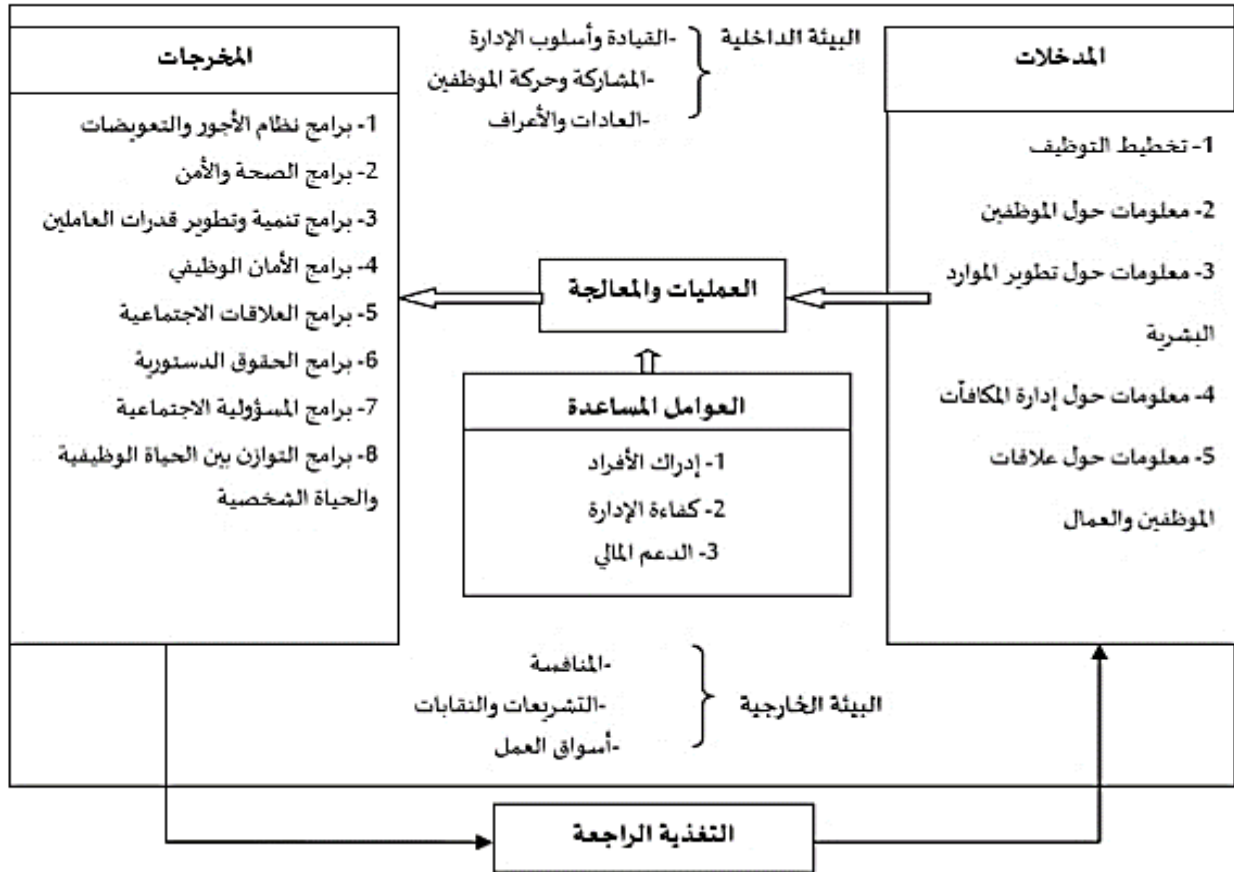 المدخلات
1- تخطيط التوظيف
2- معلومات حول الموظفين
3- معلومات حول تطوير الموارد
البشرية
4- معلومات حول إدارة المكافآت
5- معلومات حول علاقات
الموظفين والعمال
البيئة الداخلية
-القيادة وأسلوب الإدارة
-المشاركة وحركة الموظفين
-العادات والأعراف
العمليات والمعالجة
العوامل المساعدة
1- إدراك الأفراد
2- كفاءة الإدارة
3- الدعم المالي
البيئة الخارجية
-المنافسة
-التشريعات والنقابات
-أسواق العمل
المخرجات
1- برامج نظام الأجور والتعويضات
2- برامج الصحة والأمن
3- برامج تنمية وتطوير قدرات العاملين
4- برامج الأمان الوظيفي
5- برامج العلاقات الاجتماعية
6- برامج الحقوق الدستورية
7- برامج المسؤولية الاجتماعية
8- برامج التوازن بين الحياة الوظيفية
والحياة الشخصية
التغذية الراجعة